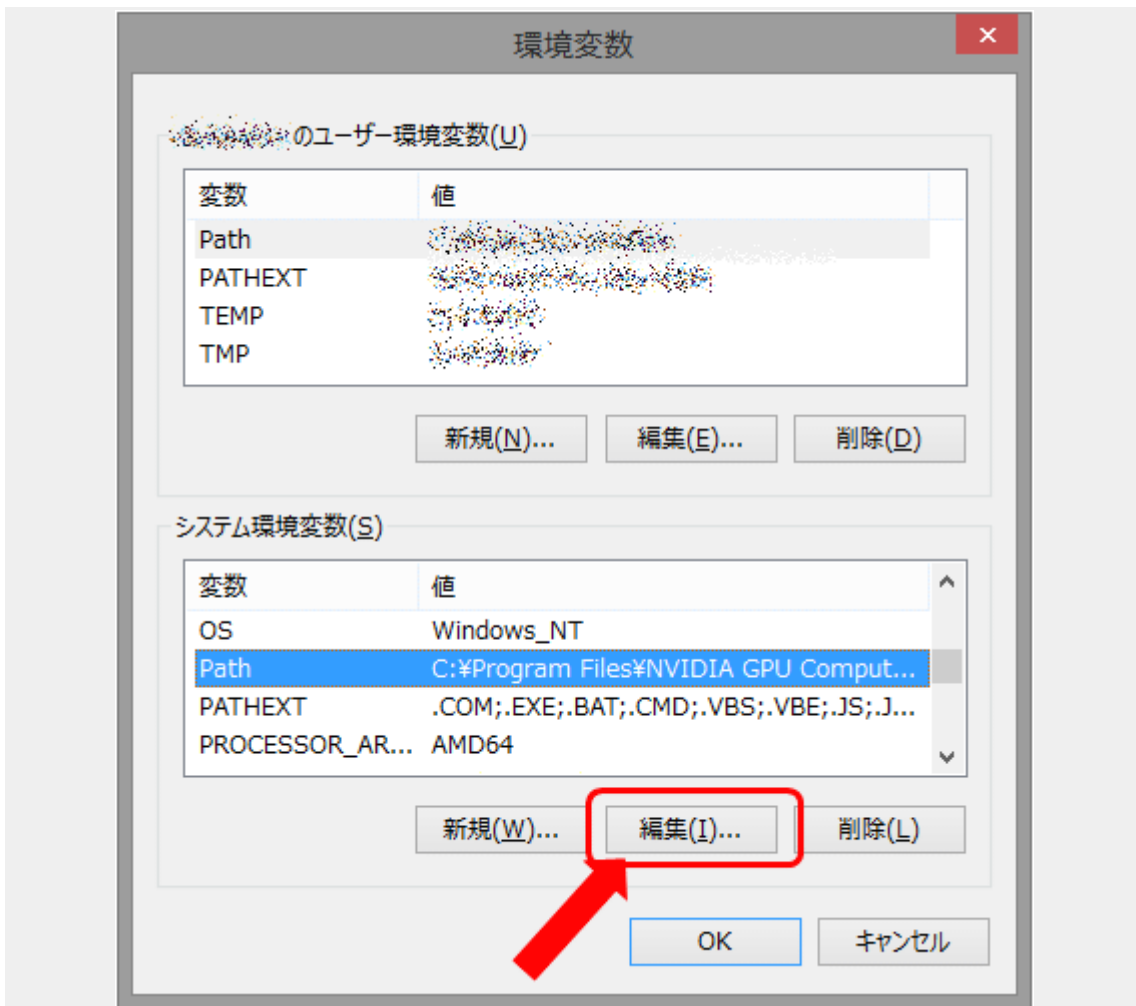 環境変数
のユーザー環境変数(U)
変数 値
Path
PATHEXT
TEMP
TMP
新規(N)... 編集(E)... 削除(D)
システム環境変数(S)
変数 値
OS Windows_NT
Path C:¥Program Files¥NVIDIA GPU Comput...
PATHEXT .COM;.EXE;.BAT;.CMD;.VBS;.VBE;.JS;.J...
PROCESSOR_AR... AMD64
新規(W)... 編集(I)... 削除(L)
OK キャンセル